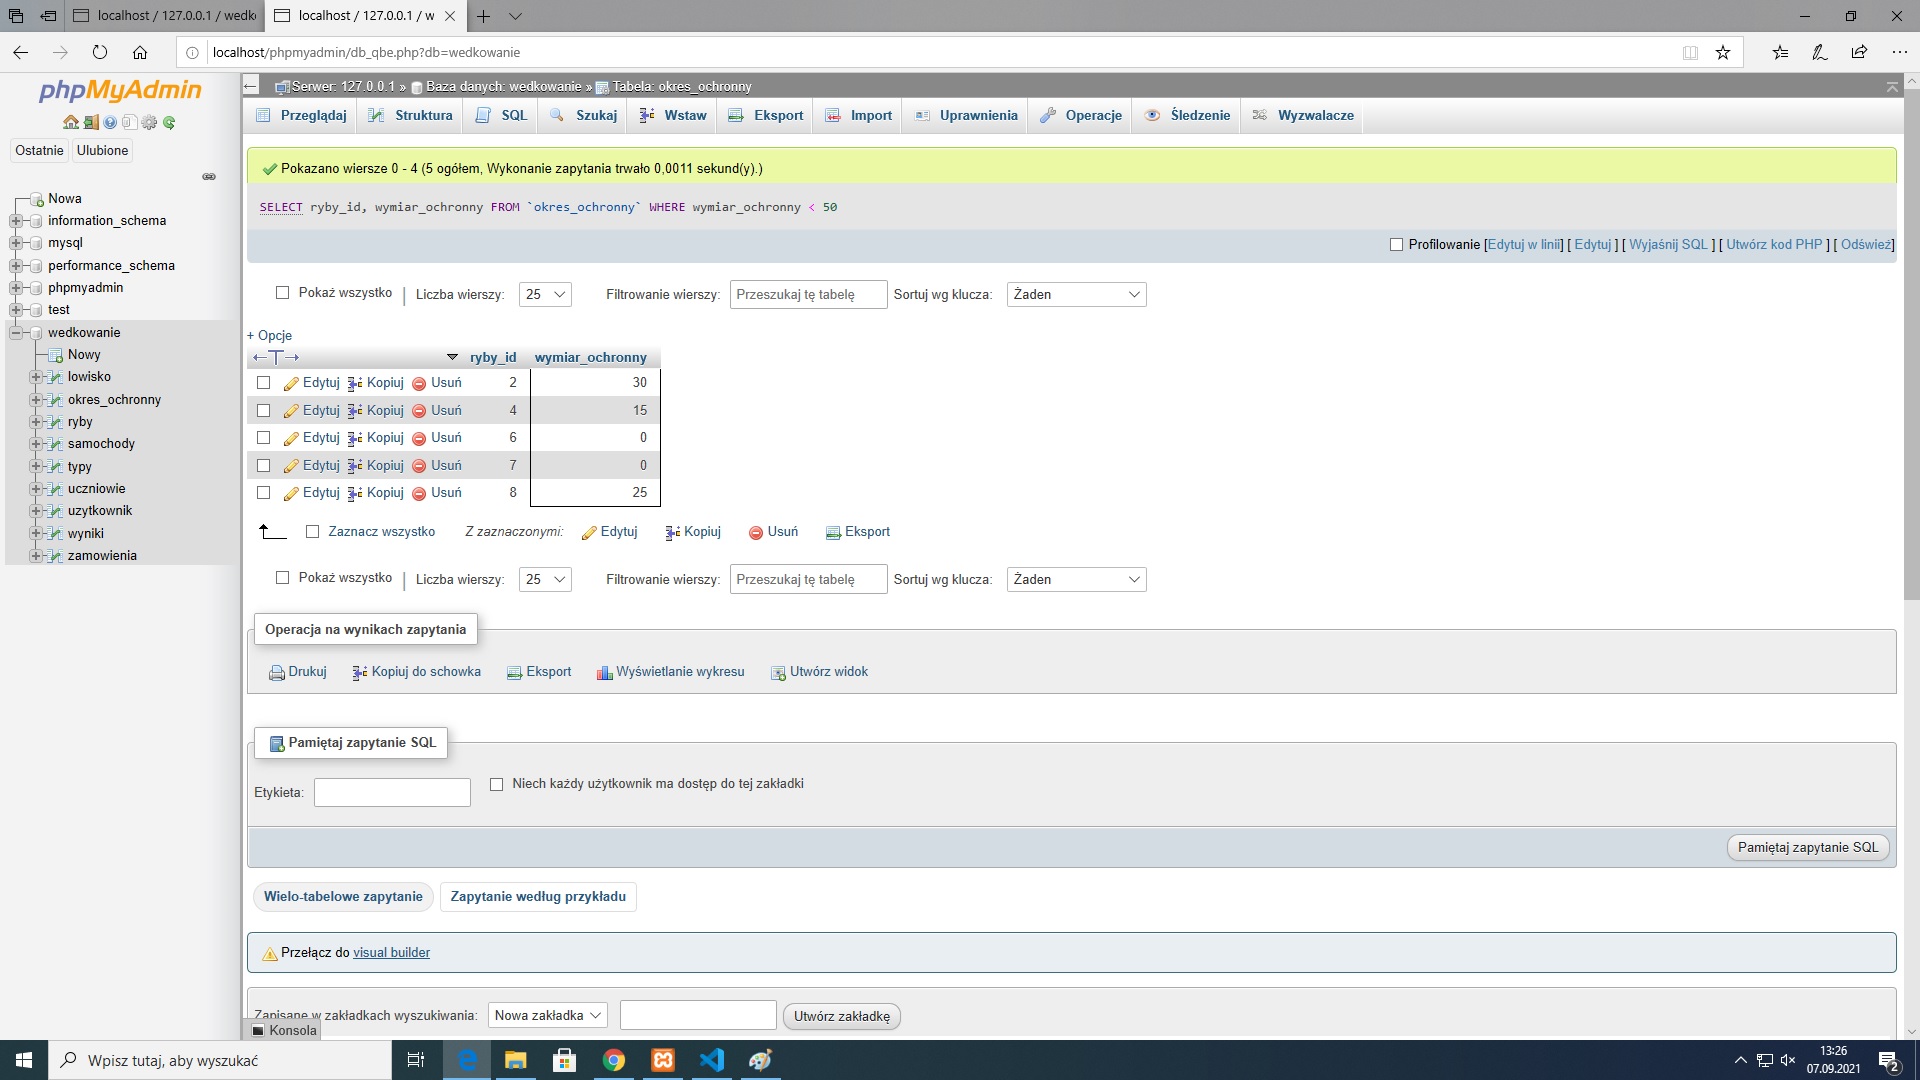 localhost / 127.0.0.1 / wedk
localhost / 127.0.0.1 / w
localhost/phpmyadmin/db_qbe.php?db=wedkowanie
phpMyAdmin
Ostatnie Ulubione
Nowa
information_schema
mysql
performance_schema
phpmyadmin
test
wedkowanie
Nowy
lowisko
okres_ochronny
ryby
samochody
typy
uczniowie
uzytkownik
wyniki
zamowienia
Serwer: 127.0.0.1 » Baza danych: wedkowanie » Tabela: okres_ochronny
Przeglądaj Struktura SQL Szukaj Wstaw Eksport Import Uprawnienia Operacje Śledzenie Wyzwalacze
Pokazano wiersze 0 - 4 (5 ogółem, Wykonanie zapytania trwało 0,0011 sekund(y).)
SELECT ryby_id, wymiar_ochronny FROM `okres_ochronny` WHERE wymiar_ochronny < 50
Profilowanie [Edytuj w linii] [ Edytuj ] [ Wyjaśnij SQL ] [ Utwórz kod PHP ] [ Odśwież]
Pokaż wszystko | Liczba wierszy: 25 Filtrowanie wierszy: Przeszukaj tę tabelę Sortuj wg klucza: Żaden
+ Opcje
←T→ ryby_id wymiar_ochronny
Edytuj Kopiuj Usuń 2 30
Edytuj Kopiuj Usuń 4 15
Edytuj Kopiuj Usuń 6 0
Edytuj Kopiuj Usuń 7 0
Edytuj Kopiuj Usuń 8 25
Zaznacz wszystko Z zaznaczonymi: Edytuj Kopiuj Usuń Eksport
Pokaż wszystko | Liczba wierszy: 25 Filtrowanie wierszy: Przeszukaj tę tabelę Sortuj wg klucza: Żaden
Operacja na wynikach zapytania
Drukuj Kopiuj do schowka Eksport Wyświetlanie wykresu Utwórz widok
Pamiętaj zapytanie SQL
Etykieta: Niech każdy użytkownik ma dostęp do tej zakładki
Pamiętaj zapytanie SQL
Wielo-tabelowe zapytanie Zapytanie według przykładu
Przełącz do visual builder
Zapisane w zakładkach wyszukiwania: Nowa zakładka Utwórz zakładkę
Konsola
Wpisz tutaj, aby wyszukać
13:26
07.09.2021
2